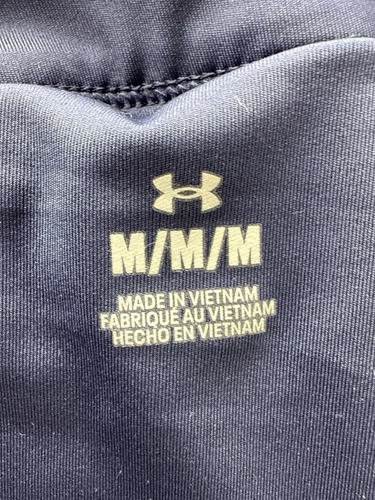 M/M/M
MADE IN VIETNAM
FABRIQUÉ AU VIETNAM
HECHO EN VIETNAM